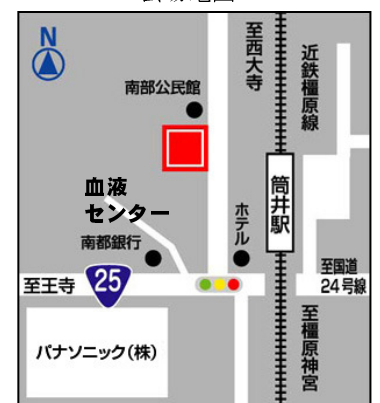 N
至西大寺
近鉄橿原線
南部公民館
血液
センター
筒井駅
ホテル
南都銀行
至王寺
25
至国道
24号線
至橿原神宮
パナソニック(株)